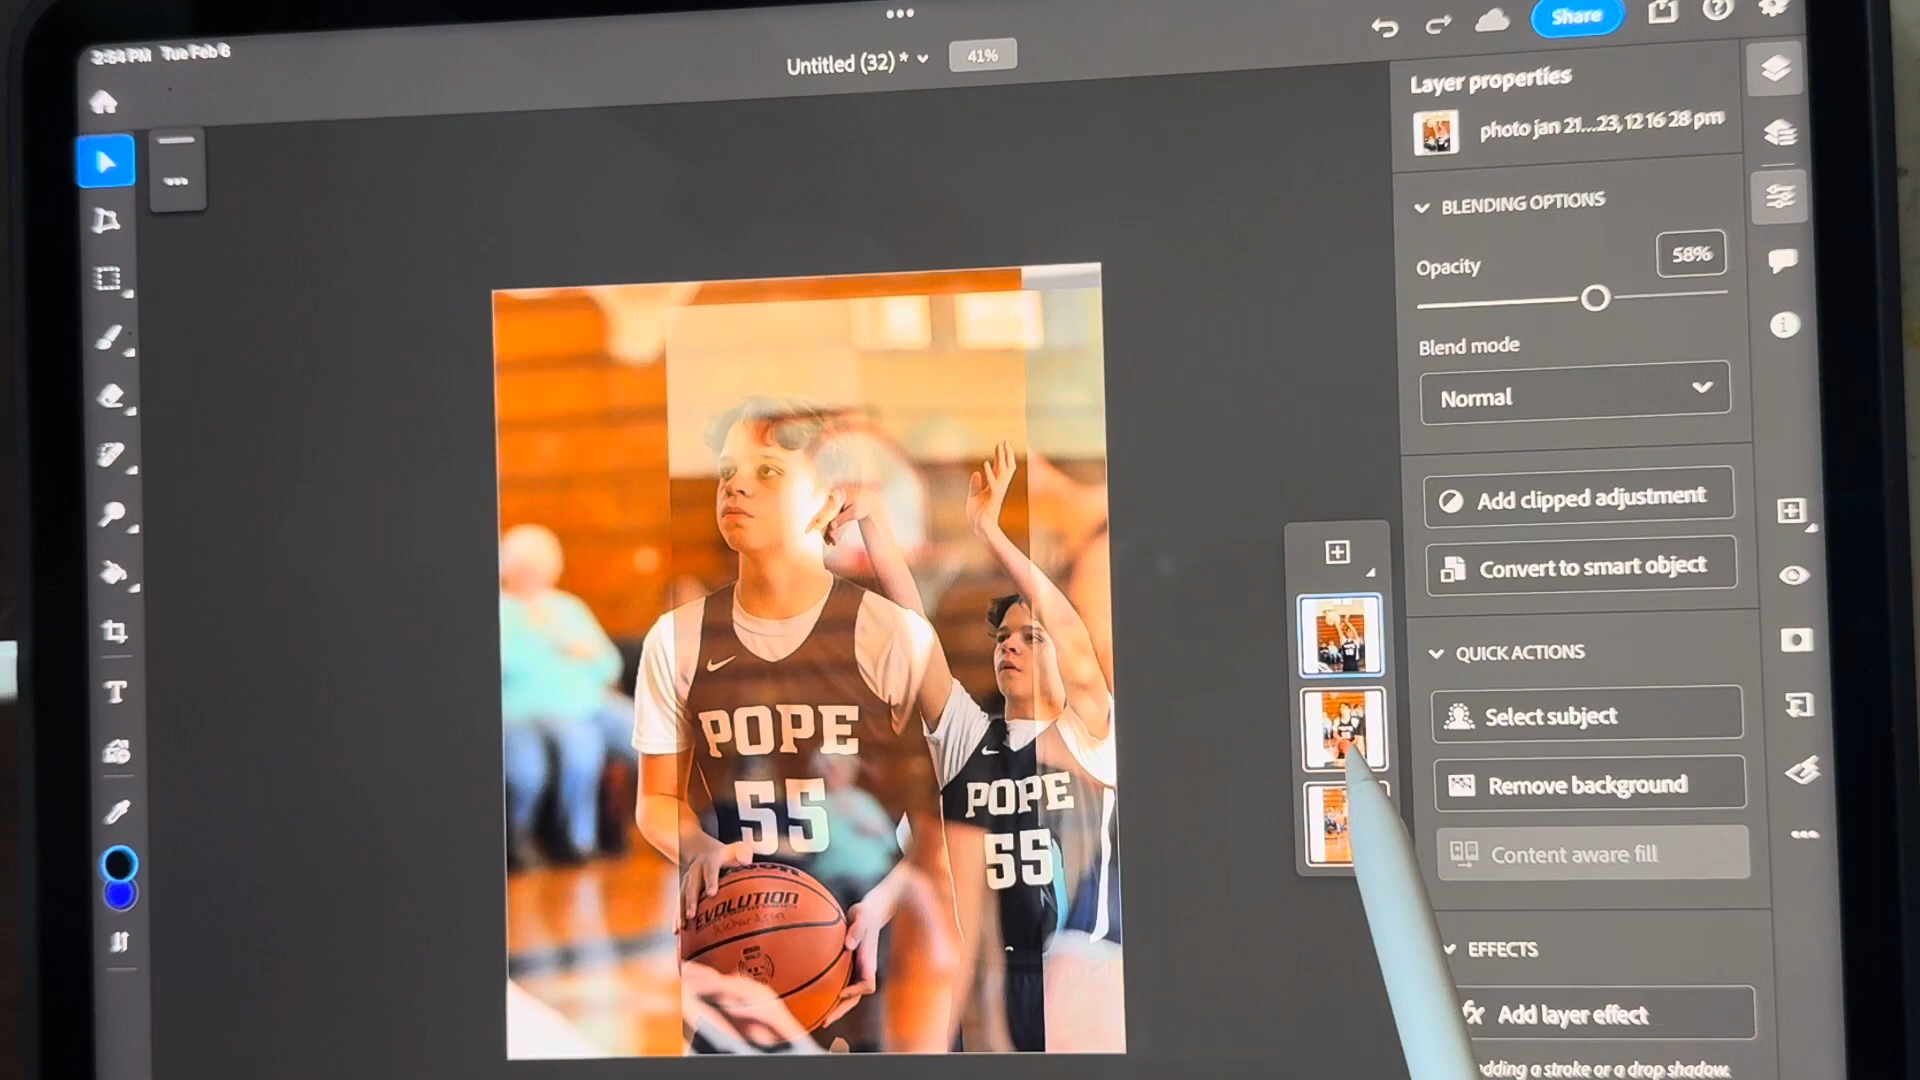 2:54 PM Tue Feb 6
Untitled (32) *
41%
Share
Layer properties
photo jan 21...23, 12 16 28 pm
BLENDING OPTIONS
Opacity
58%
Blend mode
Normal
Add clipped adjustment
Convert to smart object
QUICK ACTIONS
Select subject
Remove background
Content aware fill
EFFECTS
fx Add layer effect
adding a stroke or a drop shadow.
T
POPE
55
POPE
55
EVOLUTION